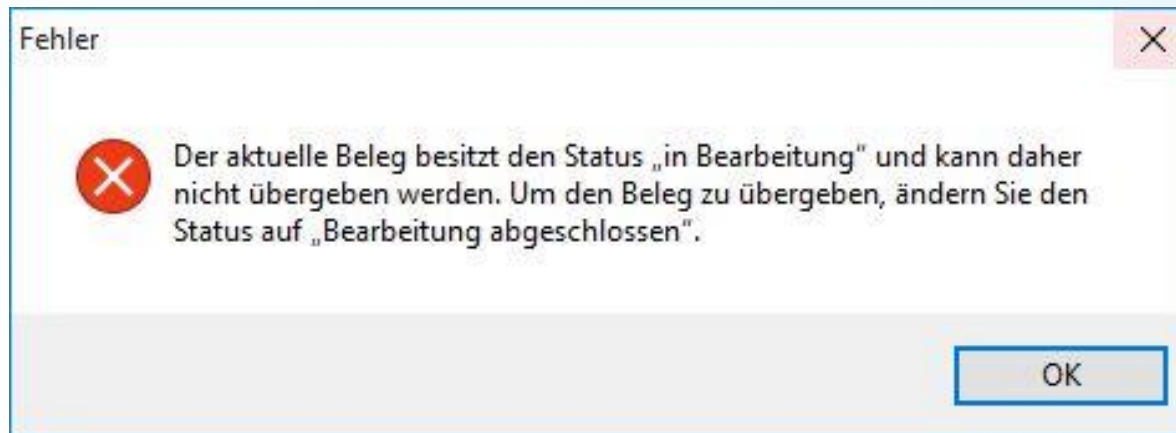 Fehler
Der aktuelle Beleg besitzt den Status „in Bearbeitung“ und kann daher
nicht übergeben werden. Um den Beleg zu übergeben, ändern Sie den
Status auf „Bearbeitung abgeschlossen“.
OK